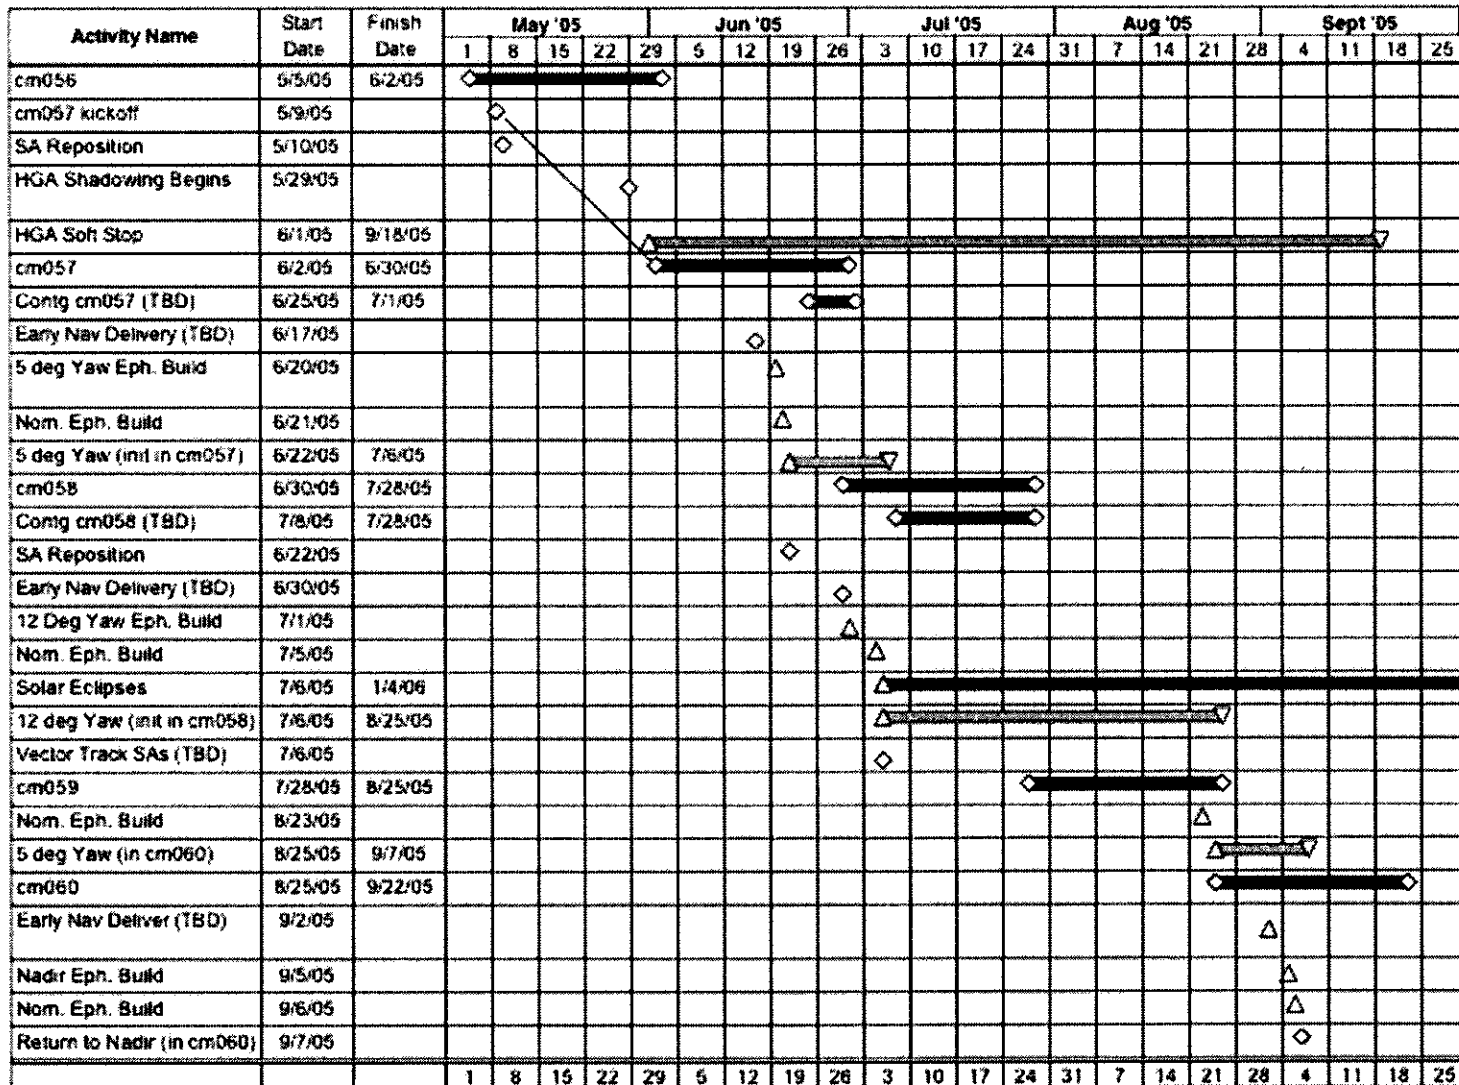 Activity Name Start Date Finish Date May '05 Jun '05 Jul '05 Aug '05 Sept '05
1 8 15 22 29 5 12 19 26 3 10 17 24 31 7 14 21 28 4 11 18 25
cm056 5/5/05 6/2/05
cm057 kickoff 5/9/05
SA Reposition 5/10/05
HGA Shadowing Begins 5/29/05
HGA Soft Stop 6/1/05 9/18/05
cm057 6/2/05 6/30/05
Contg cm057 (TBD) 6/25/05 7/1/05
Early Nav Delivery (TBD) 6/17/05
5 deg Yaw Eph. Build 6/20/05
Nom. Eph. Build 6/21/05
5 deg Yaw (init in cm057) 6/22/05 7/6/05
cm058 6/30/05 7/28/05
Contg cm058 (TBD) 7/8/05 7/28/05
SA Reposition 6/22/05
Early Nav Delivery (TBD) 6/30/05
12 Deg Yaw Eph. Build 7/1/05
Nom. Eph. Build 7/5/05
Solar Eclipses 7/6/05 1/4/06
12 deg Yaw (init in cm058) 7/6/05 8/25/05
Vector Track SAs (TBD) 7/6/05
cm059 7/28/05 8/25/05
Nom. Eph. Build 8/23/05
5 deg Yaw (in cm060) 8/25/05 9/7/05
cm060 8/25/05 9/22/05
Early Nav Deliver (TBD) 9/2/05
Nadir Eph. Build 9/5/05
Nom. Eph. Build 9/6/05
Return to Nadir (in cm060) 9/7/05
1 8 15 22 29 5 12 19 26 3 10 17 24 31 7 14 21 28 4 11 18 25